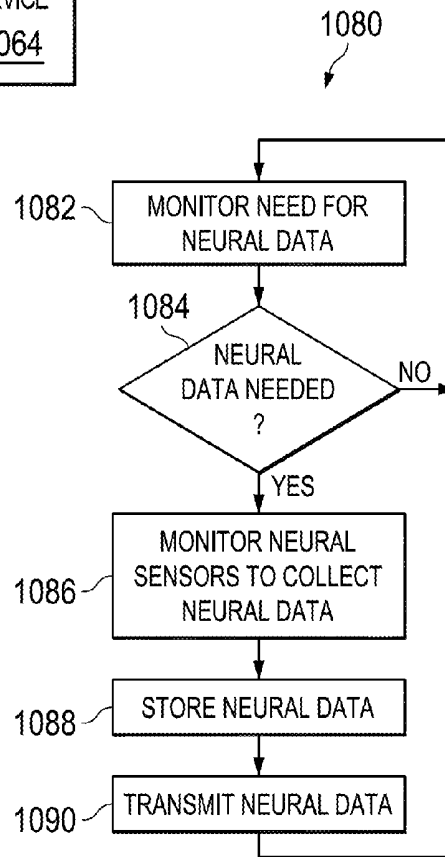 064
1080
1082
MONITOR NEED FOR
NEURAL DATA
1084
NEURAL
DATA NEEDED
?
NO
YES
1086
MONITOR NEURAL
SENSORS TO COLLECT
NEURAL DATA
1088
STORE NEURAL DATA
1090
TRANSMIT NEURAL DATA